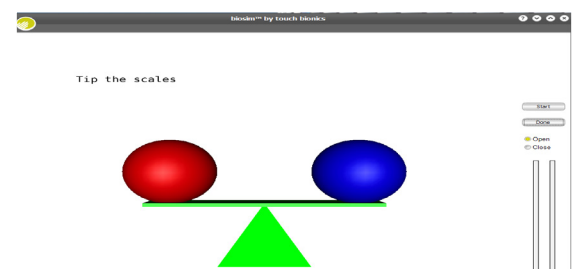 biosim™ by touch bionics
Tip the scales
Start
Done
Open
Close